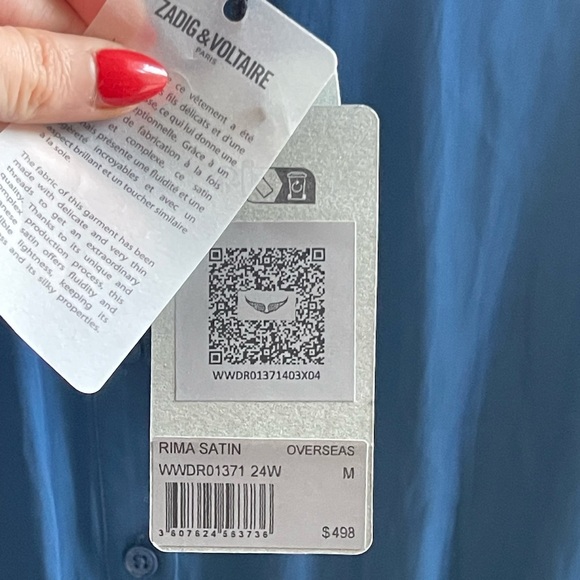 ZADIG & VOLTAIRE
PARIS
ce vêtement a été
fils délicats et d'une
ce qui lui donne une
Grâce à un
de fabrication à la fois
et complexe, ce satin
présente une fluidité et une
incroyables et avec un
brillant et un toucher similaire
à la soie.
The fabric of this garment has been
made with delicate and very thin
threads to get an extraordinary
quality. Thanks to its unique and
complex production process, this
satin offers fluidity and
lightness, keeping its
and its silky properties.
WWDR01371403X04
RIMA SATIN OVERSEAS
WWDR01371 24W M
3 607624 553736
$498